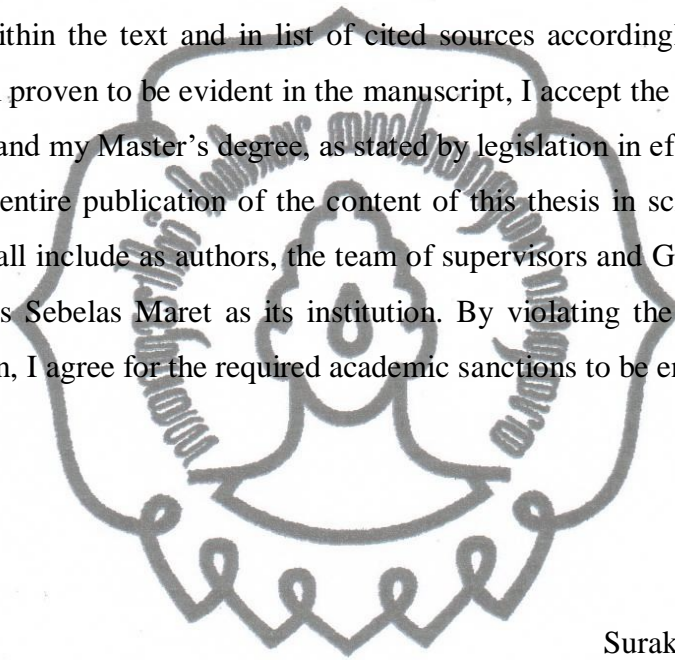 ithin the text and in list of cited sources accordingl
proven to be evident in the manuscript, I accept the
and my Master's degree, as stated by legislation in ef
entire publication of the content of this thesis in sc
all include as authors, the team of supervisors and G
s Sebelas Maret as its institution. By violating the
n, I agree for the required academic sanctions to be en
Surak